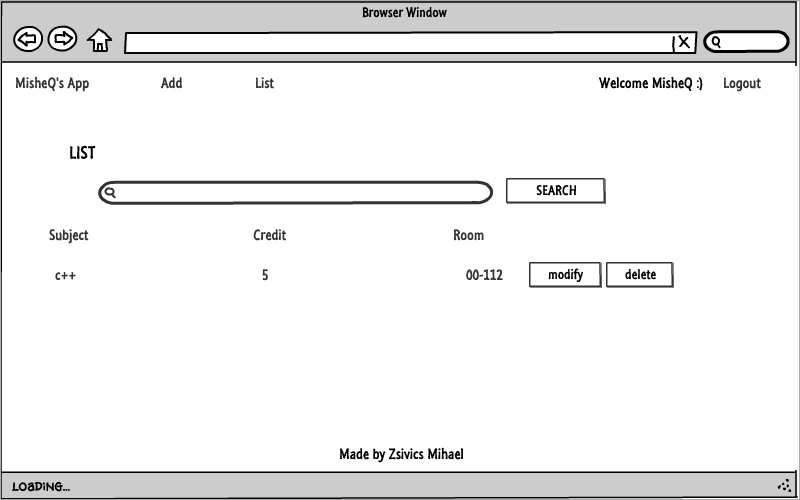 Browser Window
X
MisheQ's App Add List Welcome MisheQ :) Logout
LIST
SEARCH
Subject Credit Room
c++ 5 00-112 modify delete
Made by Zsivics Mihael
LOADING...